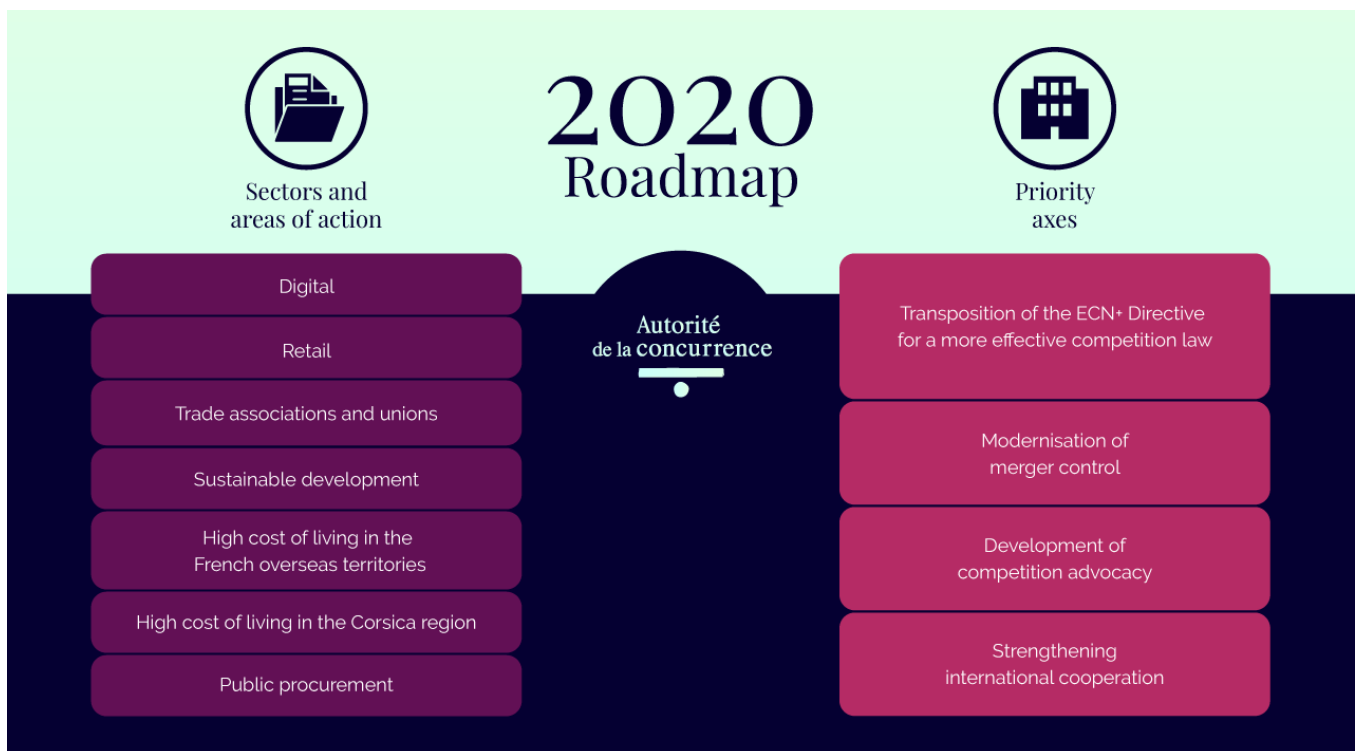 2020
Roadmap
Sectors and
areas of action
Digital
Retail
Trade associations and unions
Sustainable development
High cost of living in the
French overseas territories
High cost of living in the Corsica region
Public procurement
Autorité
de la concurrence
Priority
axes
Transposition of the ECN+ Directive
for a more effective competition law
Modernisation of
merger control
Development of
competition advocacy
Strengthening
international cooperation